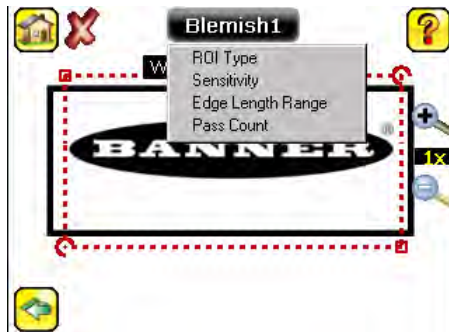 Blemish1
?
W
ROI Type
Sensitivity
Edge Length Range
Pass Count
BANNER
®
1x